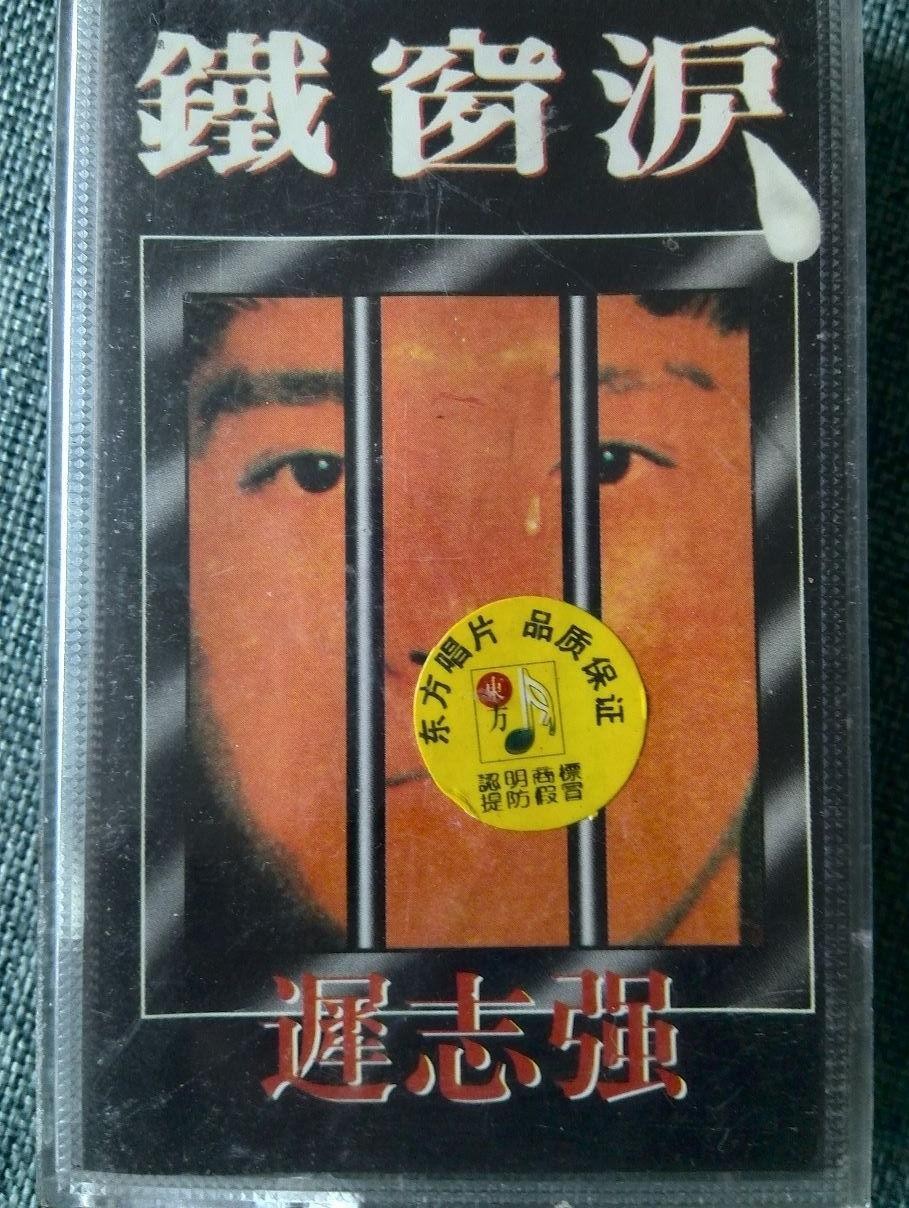 鐵窗淚
东方唱片 品质保证
東方
認明商標
提防假冒
遲志强